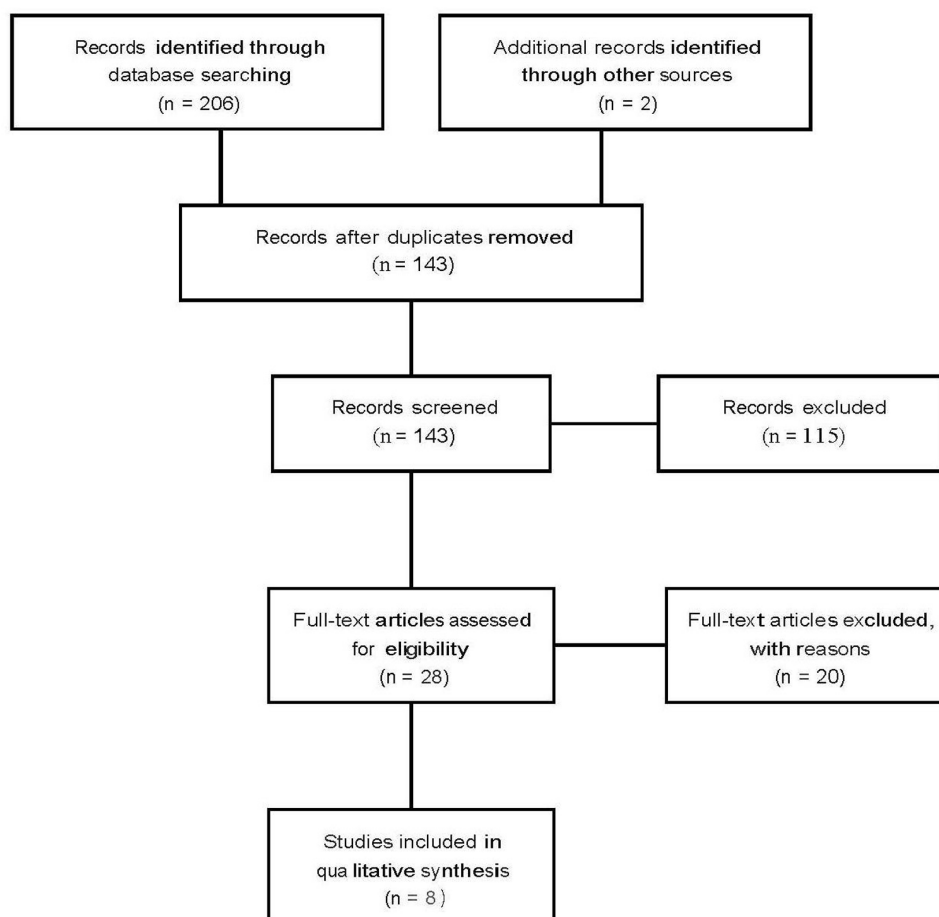 Records identified through
database searching
(n = 206)
Additional records identified
through other sources
(n = 2)
Records after duplicates removed
(n = 143)
Records screened
(n = 143)
Records excluded
(n = 115)
Full-text articles assessed
for eligibility
(n = 28)
Full-text articles excluded,
with reasons
(n = 20)
Studies included in
qua litative synthesis
(n = 8)